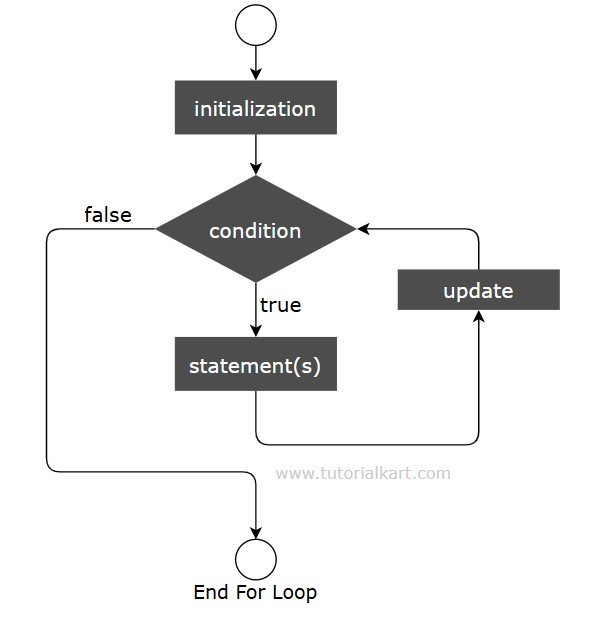 initialization
false
condition
update
true
statement(s)
www.tutorialkart.com
End For Loop